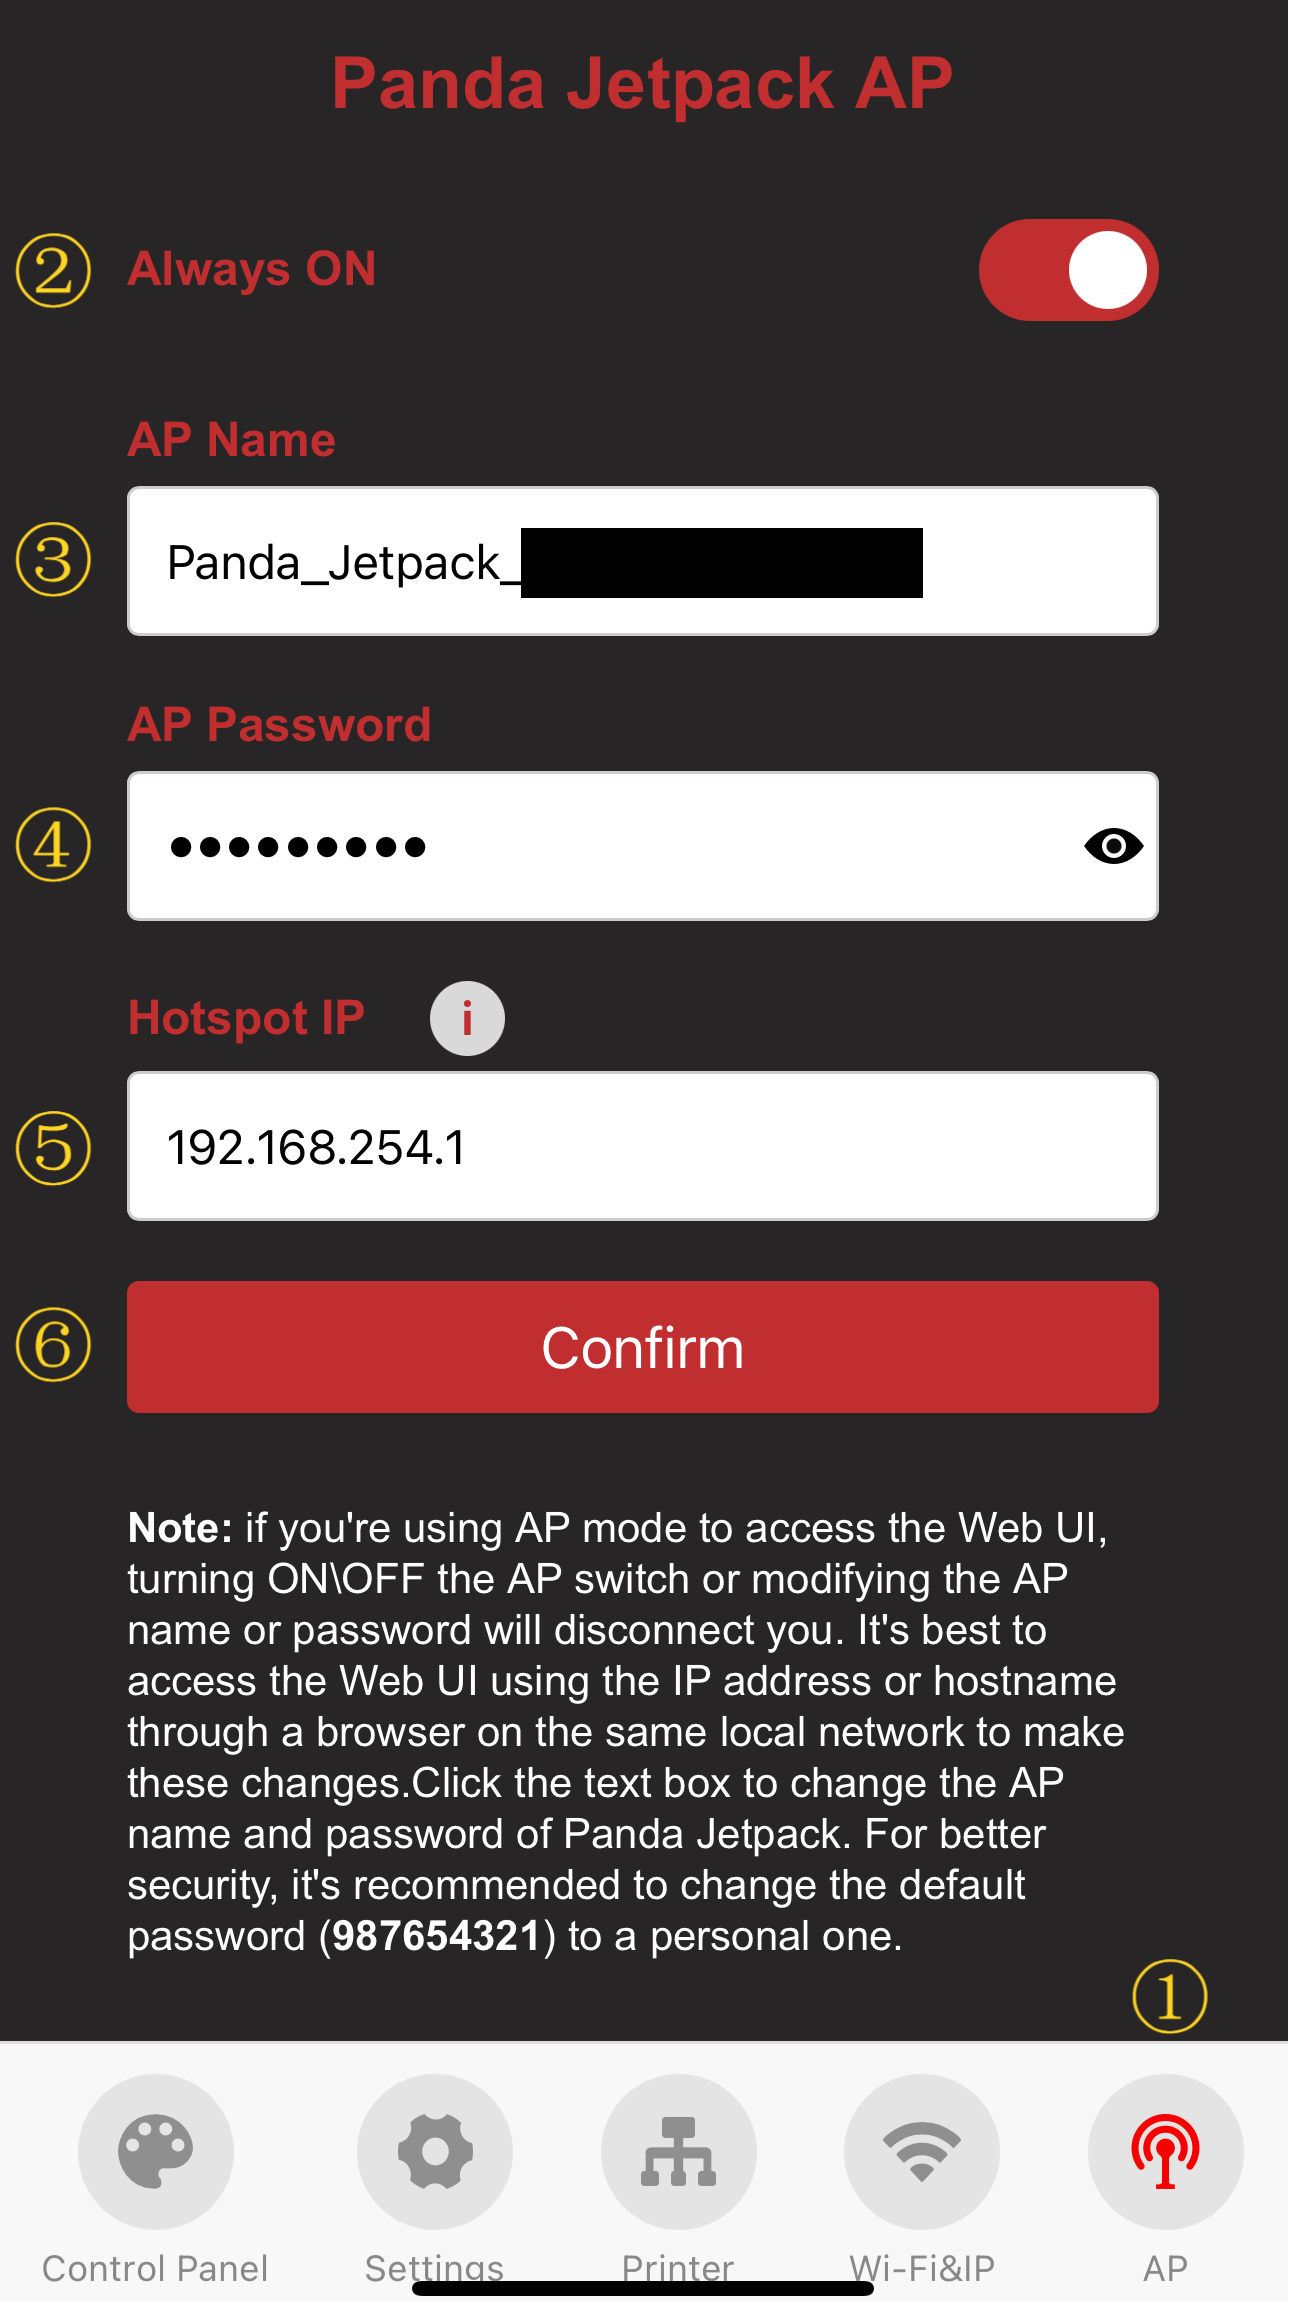 Panda Jetpack AP
② Always ON
AP Name
③ Panda_Jetpack_
AP Password
④ •••••••••
Hotspot IP i
⑤ 192.168.254.1
⑥ Confirm
Note: if you're using AP mode to access the Web UI,
turning ON\OFF the AP switch or modifying the AP
name or password will disconnect you. It's best to
access the Web UI using the IP address or hostname
through a browser on the same local network to make
these changes.Click the text box to change the AP
name and password of Panda Jetpack. For better
security, it's recommended to change the default
password (987654321) to a personal one.
①
Control Panel Settings Printer Wi-Fi&IP AP